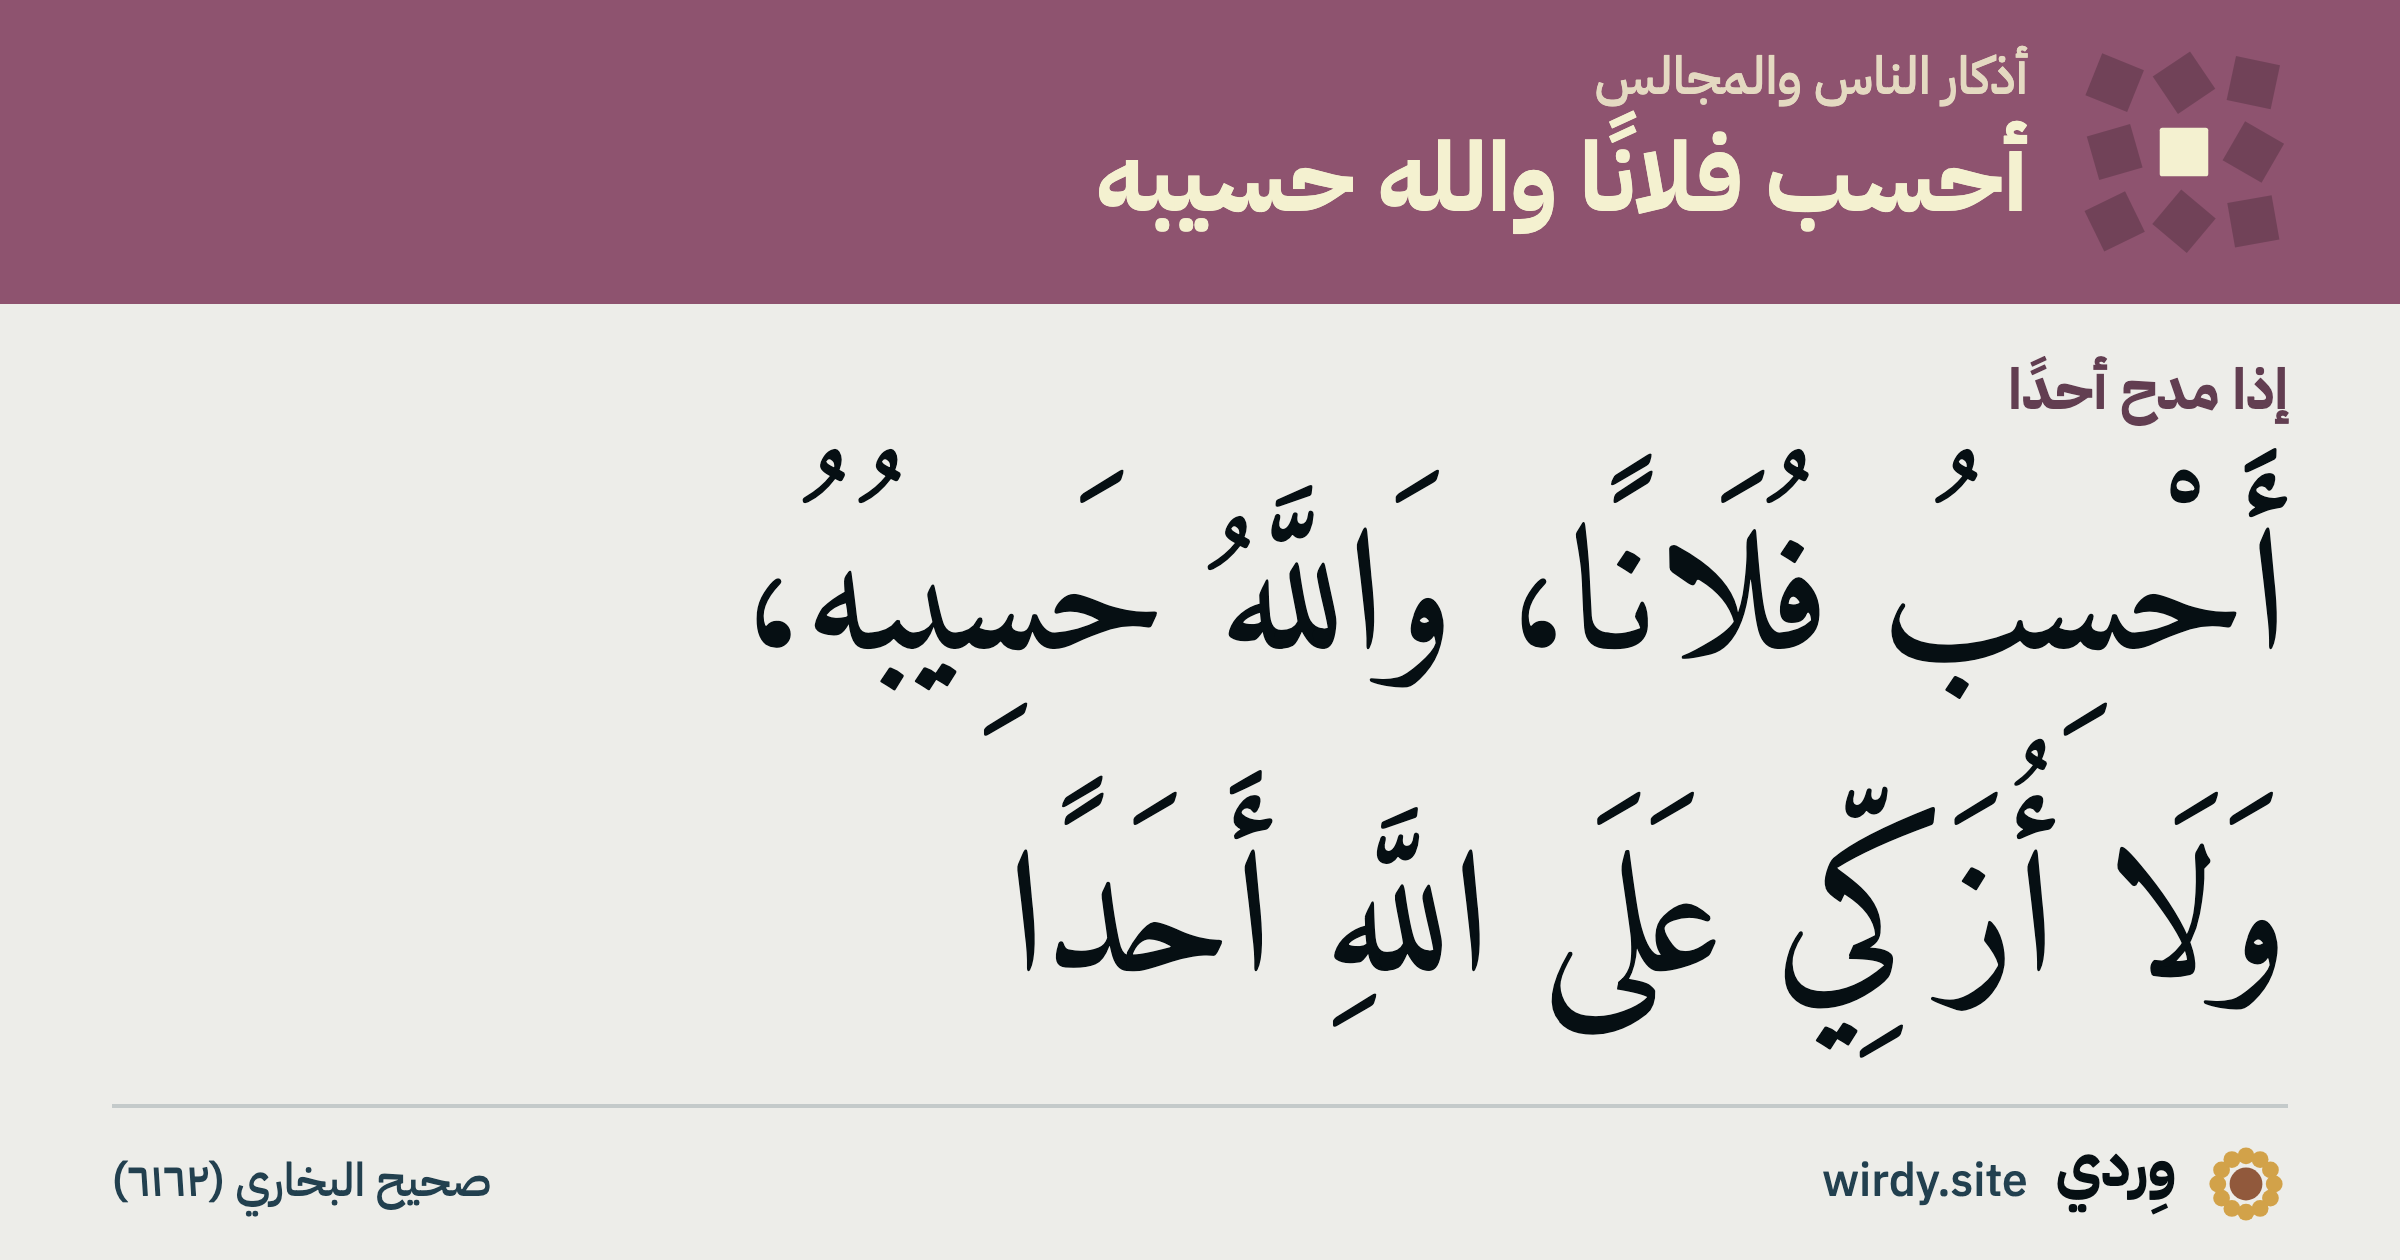 أذكار الناس والمجالس
أحسب فلانًا والله حسيبه
إذا مدح أحدًا
أَحْسِبُ فُلَانًا، وَاللَّهُ حَسِيبُهُ،
وَلَا أُزَكِّي عَلَى اللَّهِ أَحَدًا
وِردي wirdy.site
صحيح البخاري (٦١٦٢)